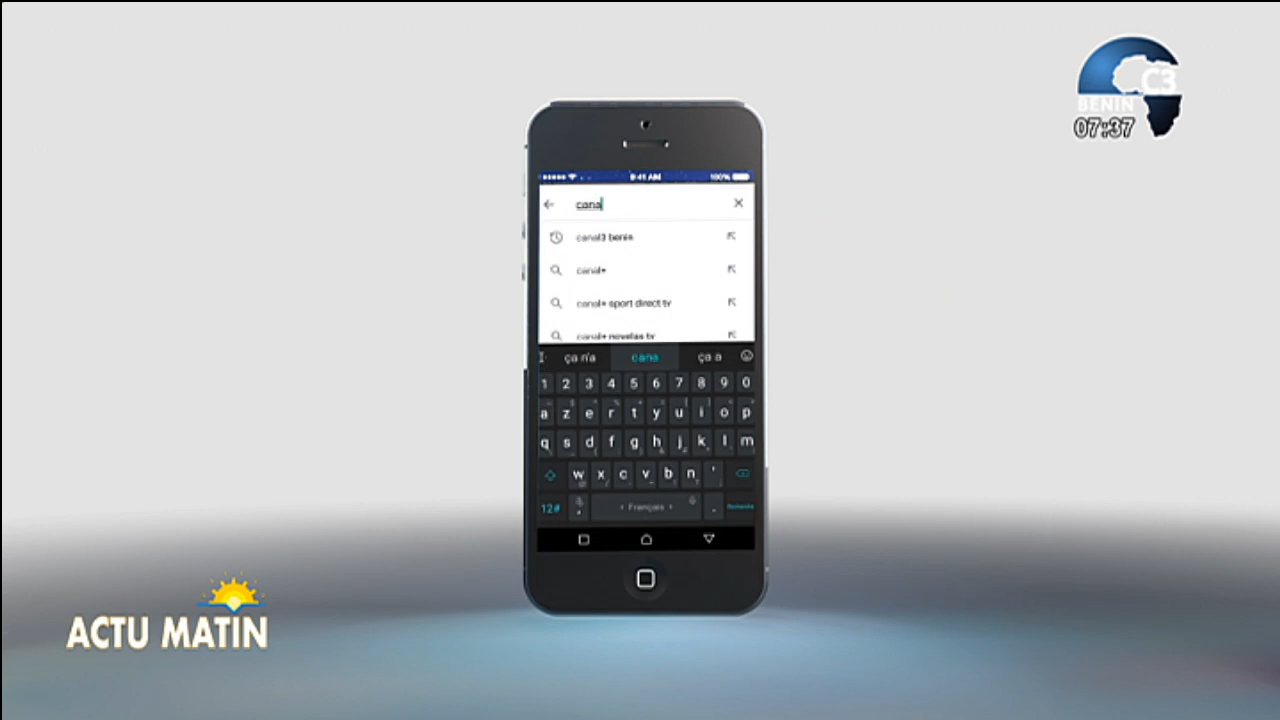 C3
BENIN
07:37
9:41 AM 100%
cana
canal3 benin
canal+
canal+ sport direct tv
canal+ novelas tv
ça n'a cana ça a
1 2 3 4 5 6 7 8 9 0
a z e r t y u i o p
q s d f g h j k l m
w x c v b n '
12# Français .
ACTU MATIN